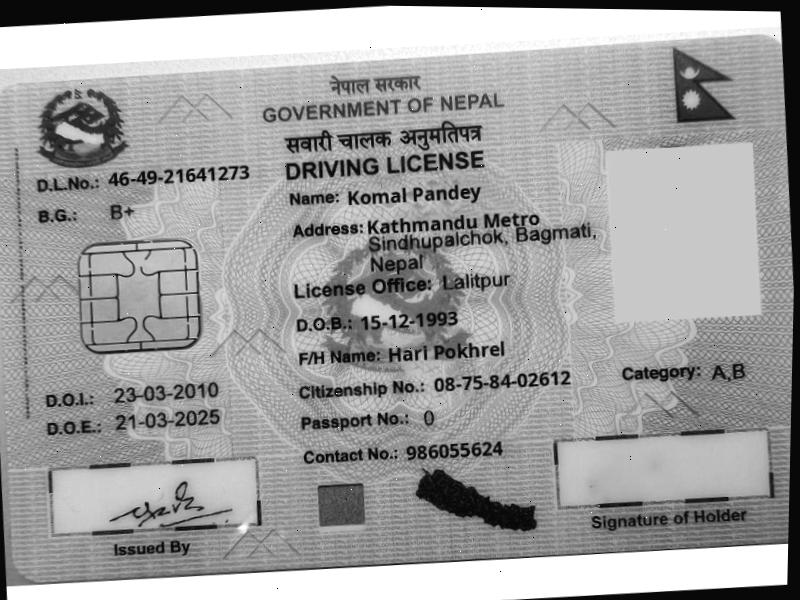 नेपाल सरकार
GOVERNMENT OF NEPAL
सवारी चालक अनुमतिपत्र
DRIVING LICENSE
D.L.No.: 46-49-21641273
B.G.: B+
Name: Komal Pandey
Address: Kathmandu Metro
Sindhupalchok, Bagmati,
Nepal
License Office: Lalitpur
D.O.B.: 15-12-1993
F/H Name: Hari Pokhrel
Citizenship No.: 08-75-84-02612
Category: A,B
D.O.I.: 23-03-2010
D.O.E.: 21-03-2025
Passport No.: 0
Contact No.: 986055624
Issued By
Signature of Holder